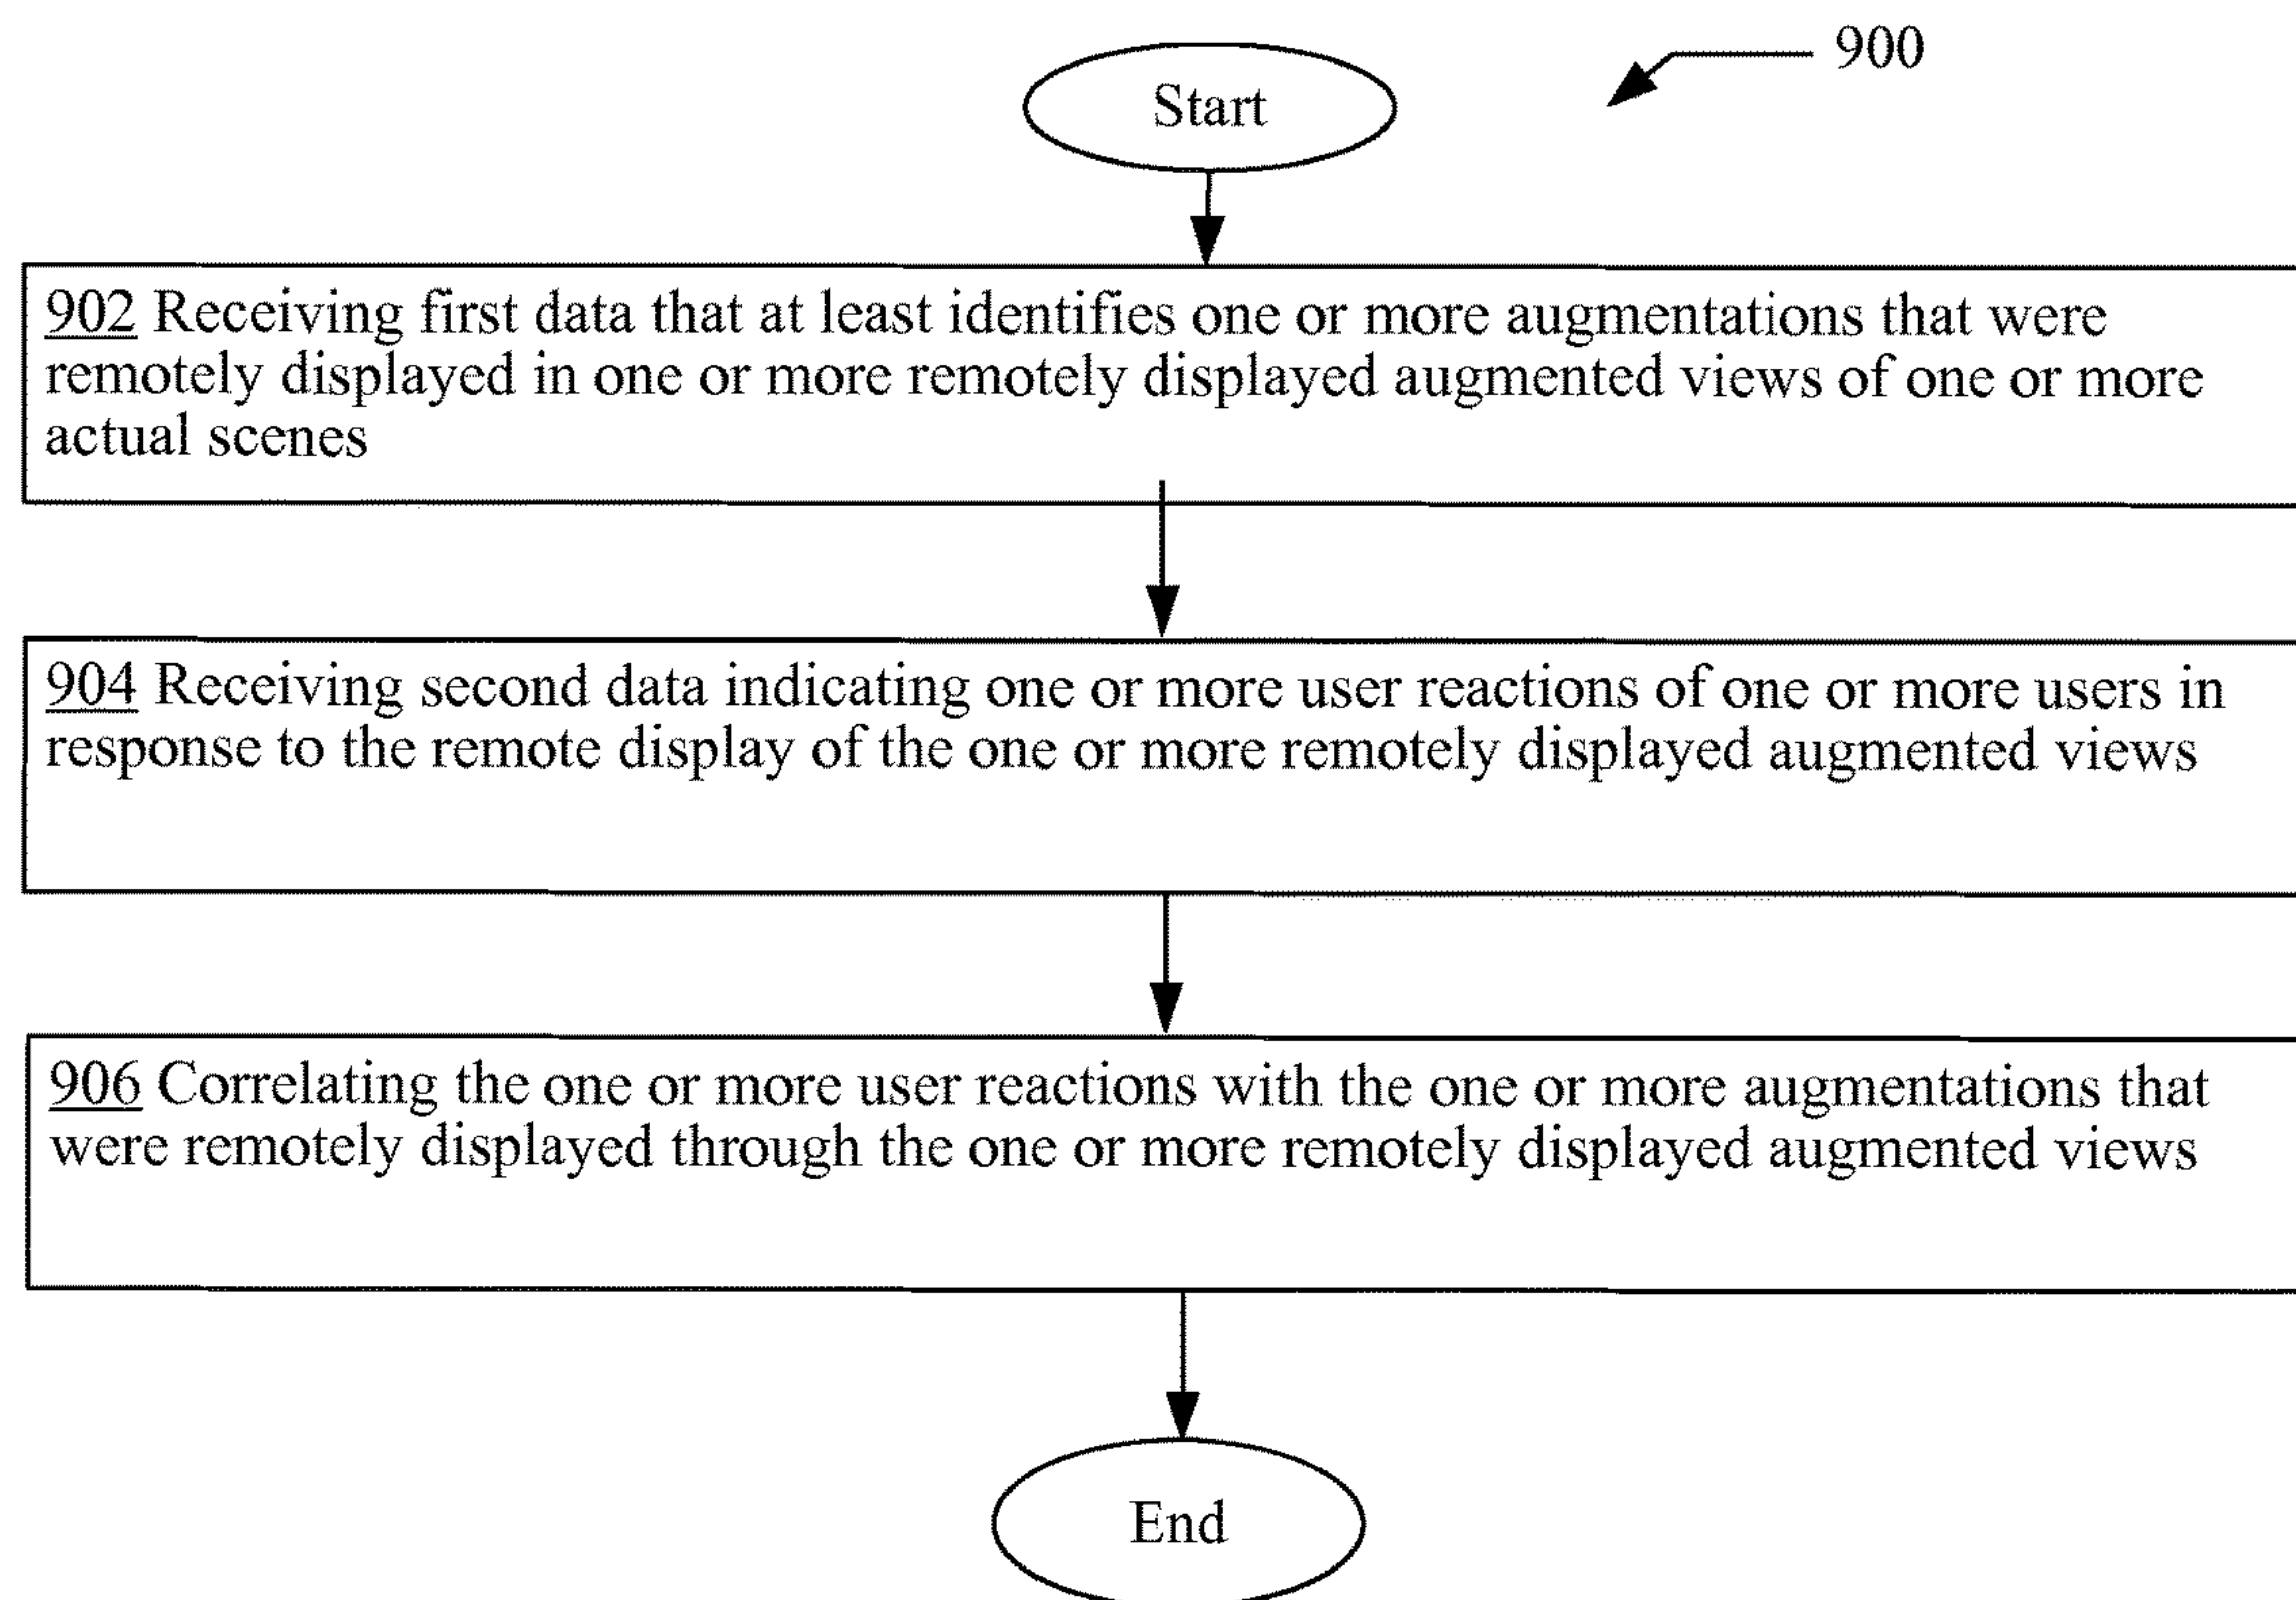 900
Start
902 Receiving first data that at least identifies one or more augmentations that were
remotely displayed in one or more remotely displayed augmented views of one or more
actual scenes
904 Receiving second data indicating one or more user reactions of one or more users in
response to the remote display of the one or more remotely displayed augmented views
906 Correlating the one or more user reactions with the one or more augmentations that
were remotely displayed through the one or more remotely displayed augmented views
End